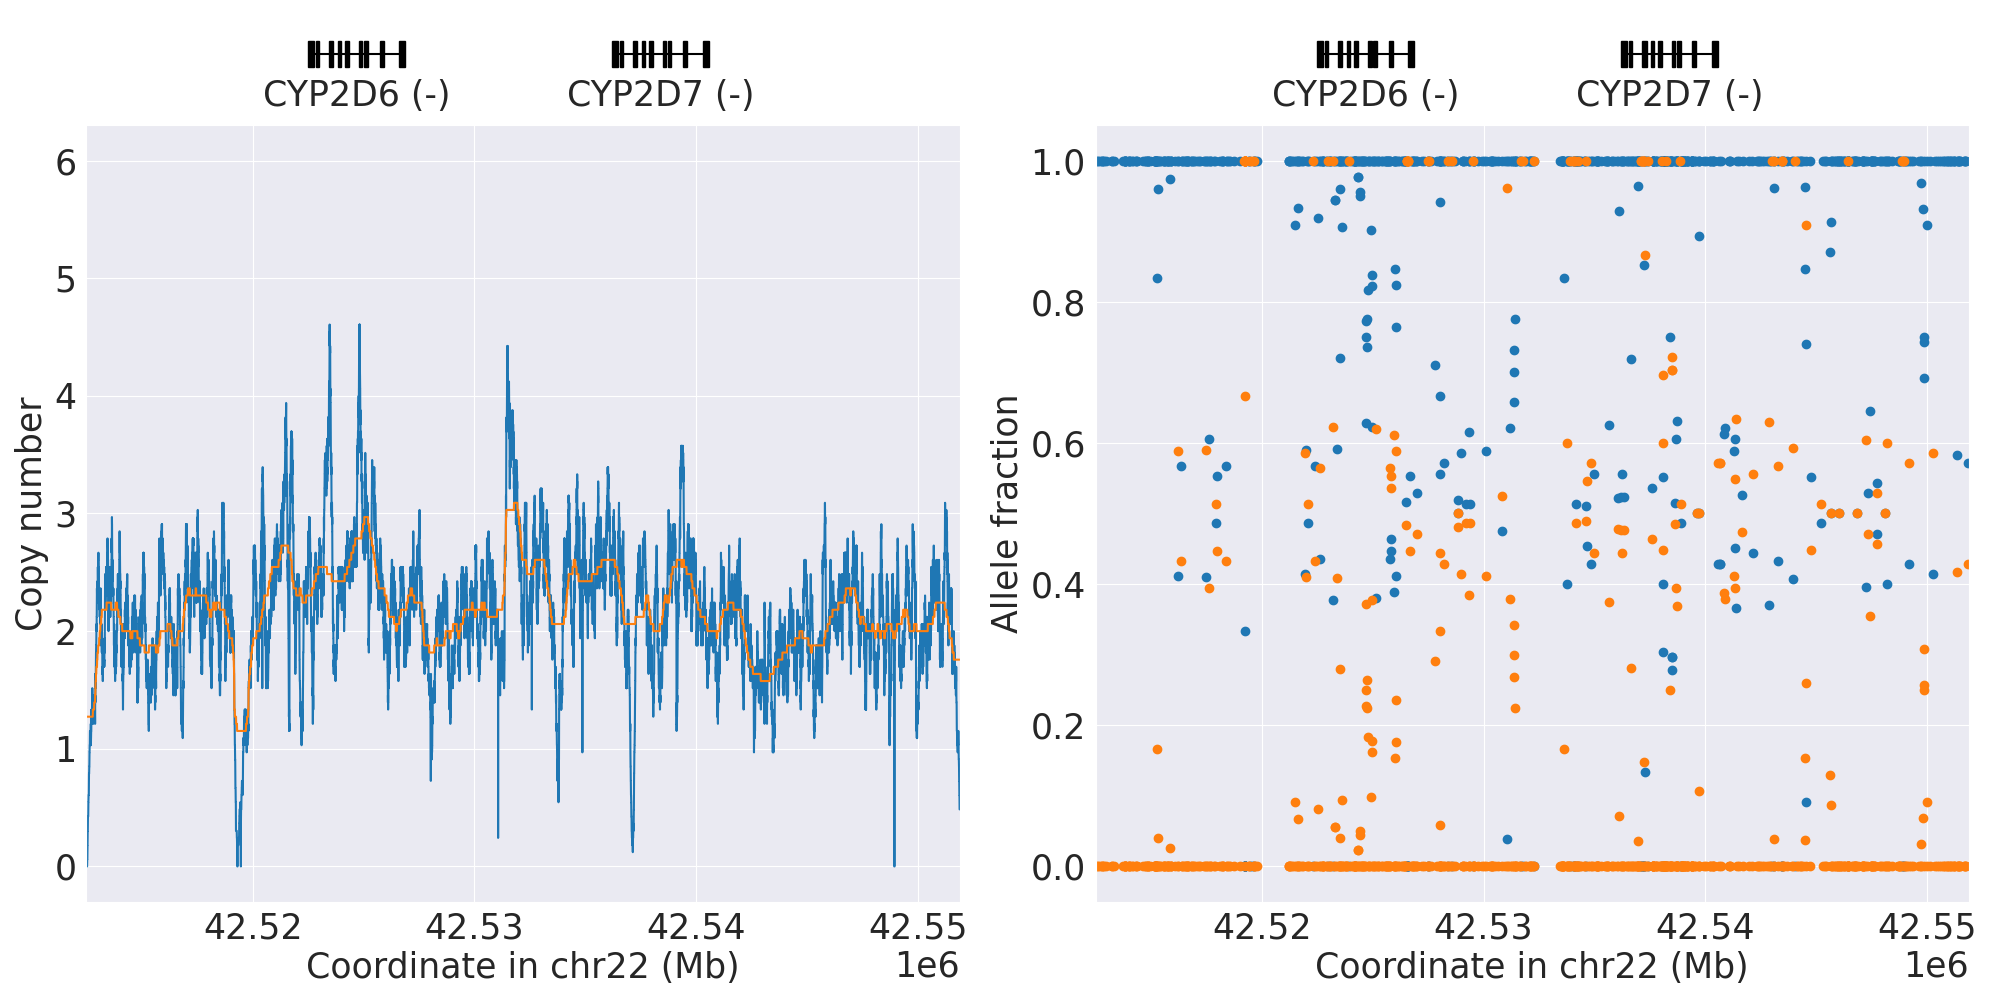 CYP2D6 (-) CYP2D7 (-)
6
5
4
3
2
1
0
Copy number
42.52 42.53 42.54 42.55
Coordinate in chr22 (Mb)
1e6
CYP2D6 (-) CYP2D7 (-)
1.0
0.8
0.6
0.4
0.2
0.0
Allele fraction
42.52 42.53 42.54 42.55
Coordinate in chr22 (Mb)
1e6